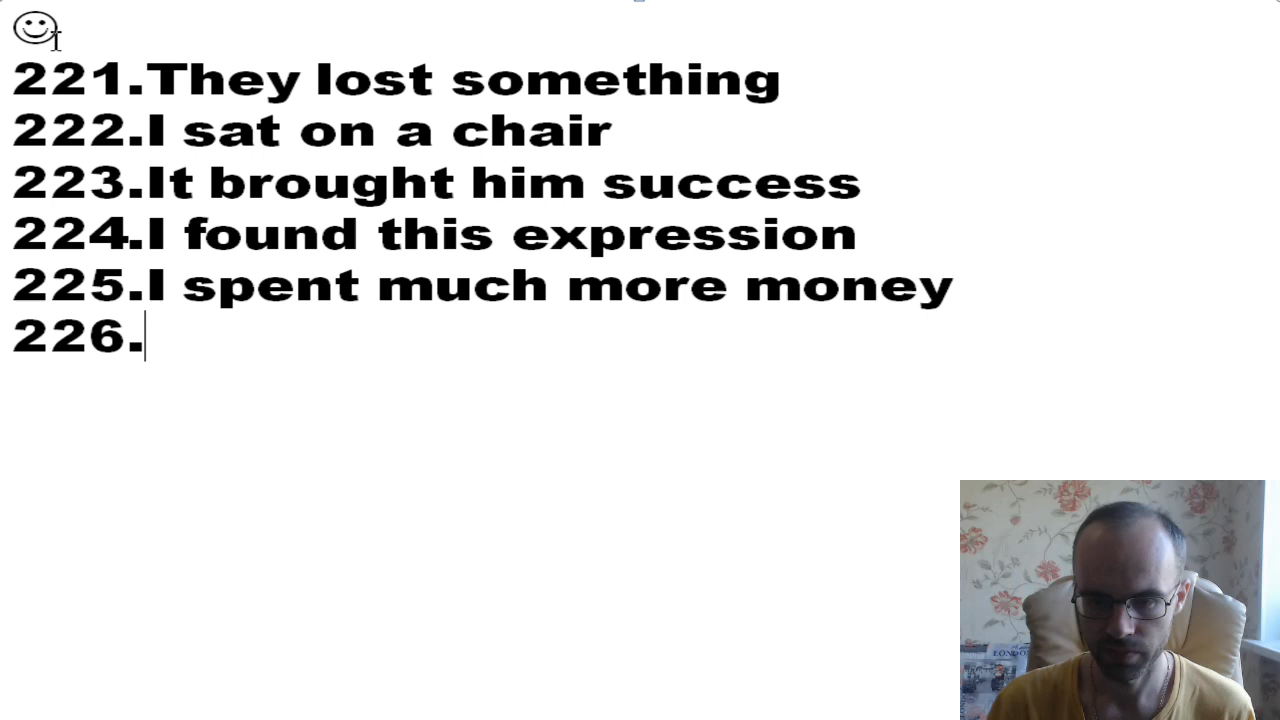 221.They lost something
222.I sat on a chair
223.It brought him success
224.I found this expression
225.I spent much more money
226.
LONDON